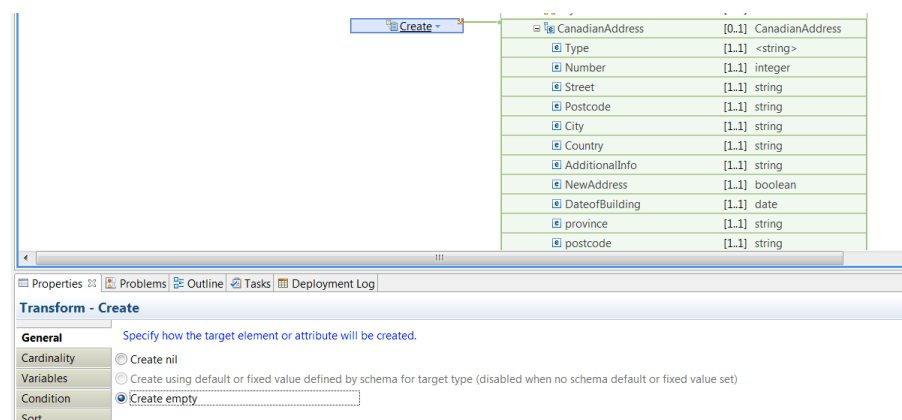 Create
CanadianAddress [0..1] CanadianAddress
Type [1..1] <string>
Number [1..1] integer
Street [1..1] string
Postcode [1..1] string
City [1..1] string
Country [1..1] string
AdditionalInfo [1..1] string
NewAddress [1..1] boolean
DateofBuilding [1..1] date
province [1..1] string
postcode [1..1] string
Properties Problems Outline Tasks Deployment Log
Transform - Create
General Specify how the target element or attribute will be created.
Cardinality Create nil
Variables Create using default or fixed value defined by schema for target type (disabled when no schema default or fixed value set)
Condition Create empty
Sort